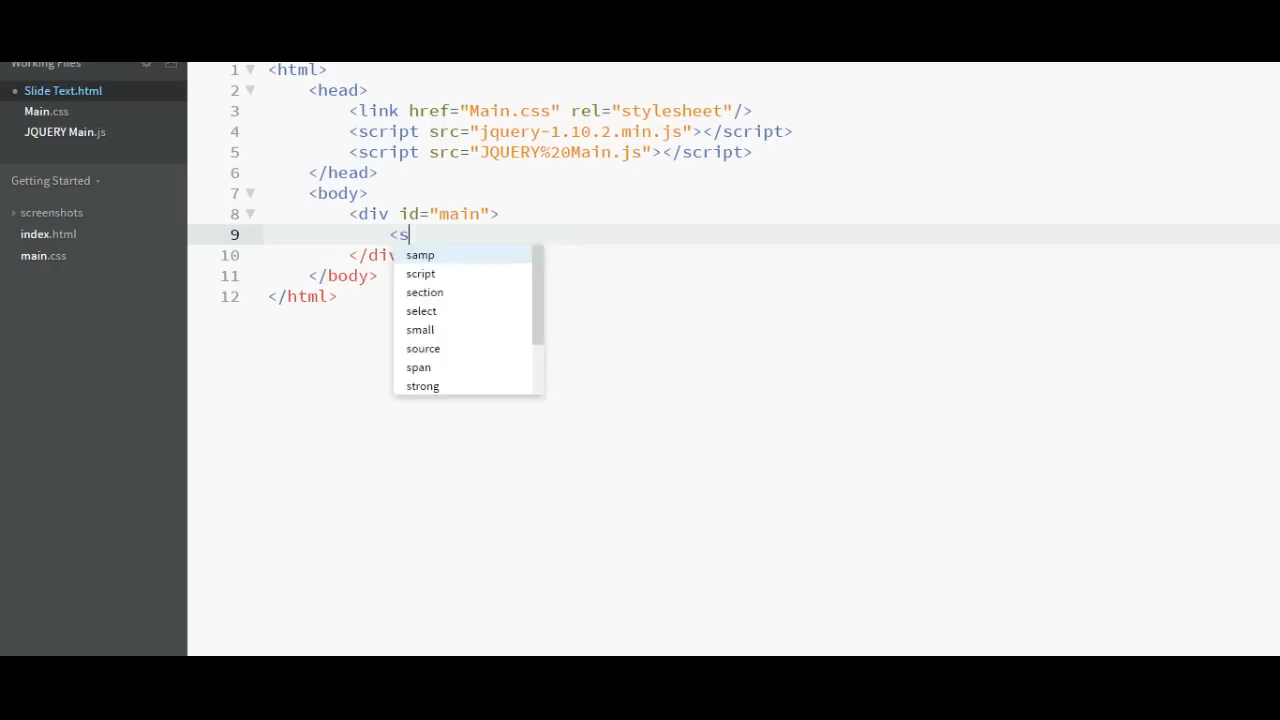 Working Files
Slide Text.html
Main.css
JQUERY Main.js
Getting Started
screenshots
index.html
main.css
1 <html>
2 <head>
3 <link href="Main.css" rel="stylesheet"/>
4 <script src="jquery-1.10.2.min.js"></script>
5 <script src="JQUERY%20Main.js"></script>
6 </head>
7 <body>
8 <div id="main">
9 <s
10 </div
11 </body>
12 </html>
samp
script
section
select
small
source
span
strong